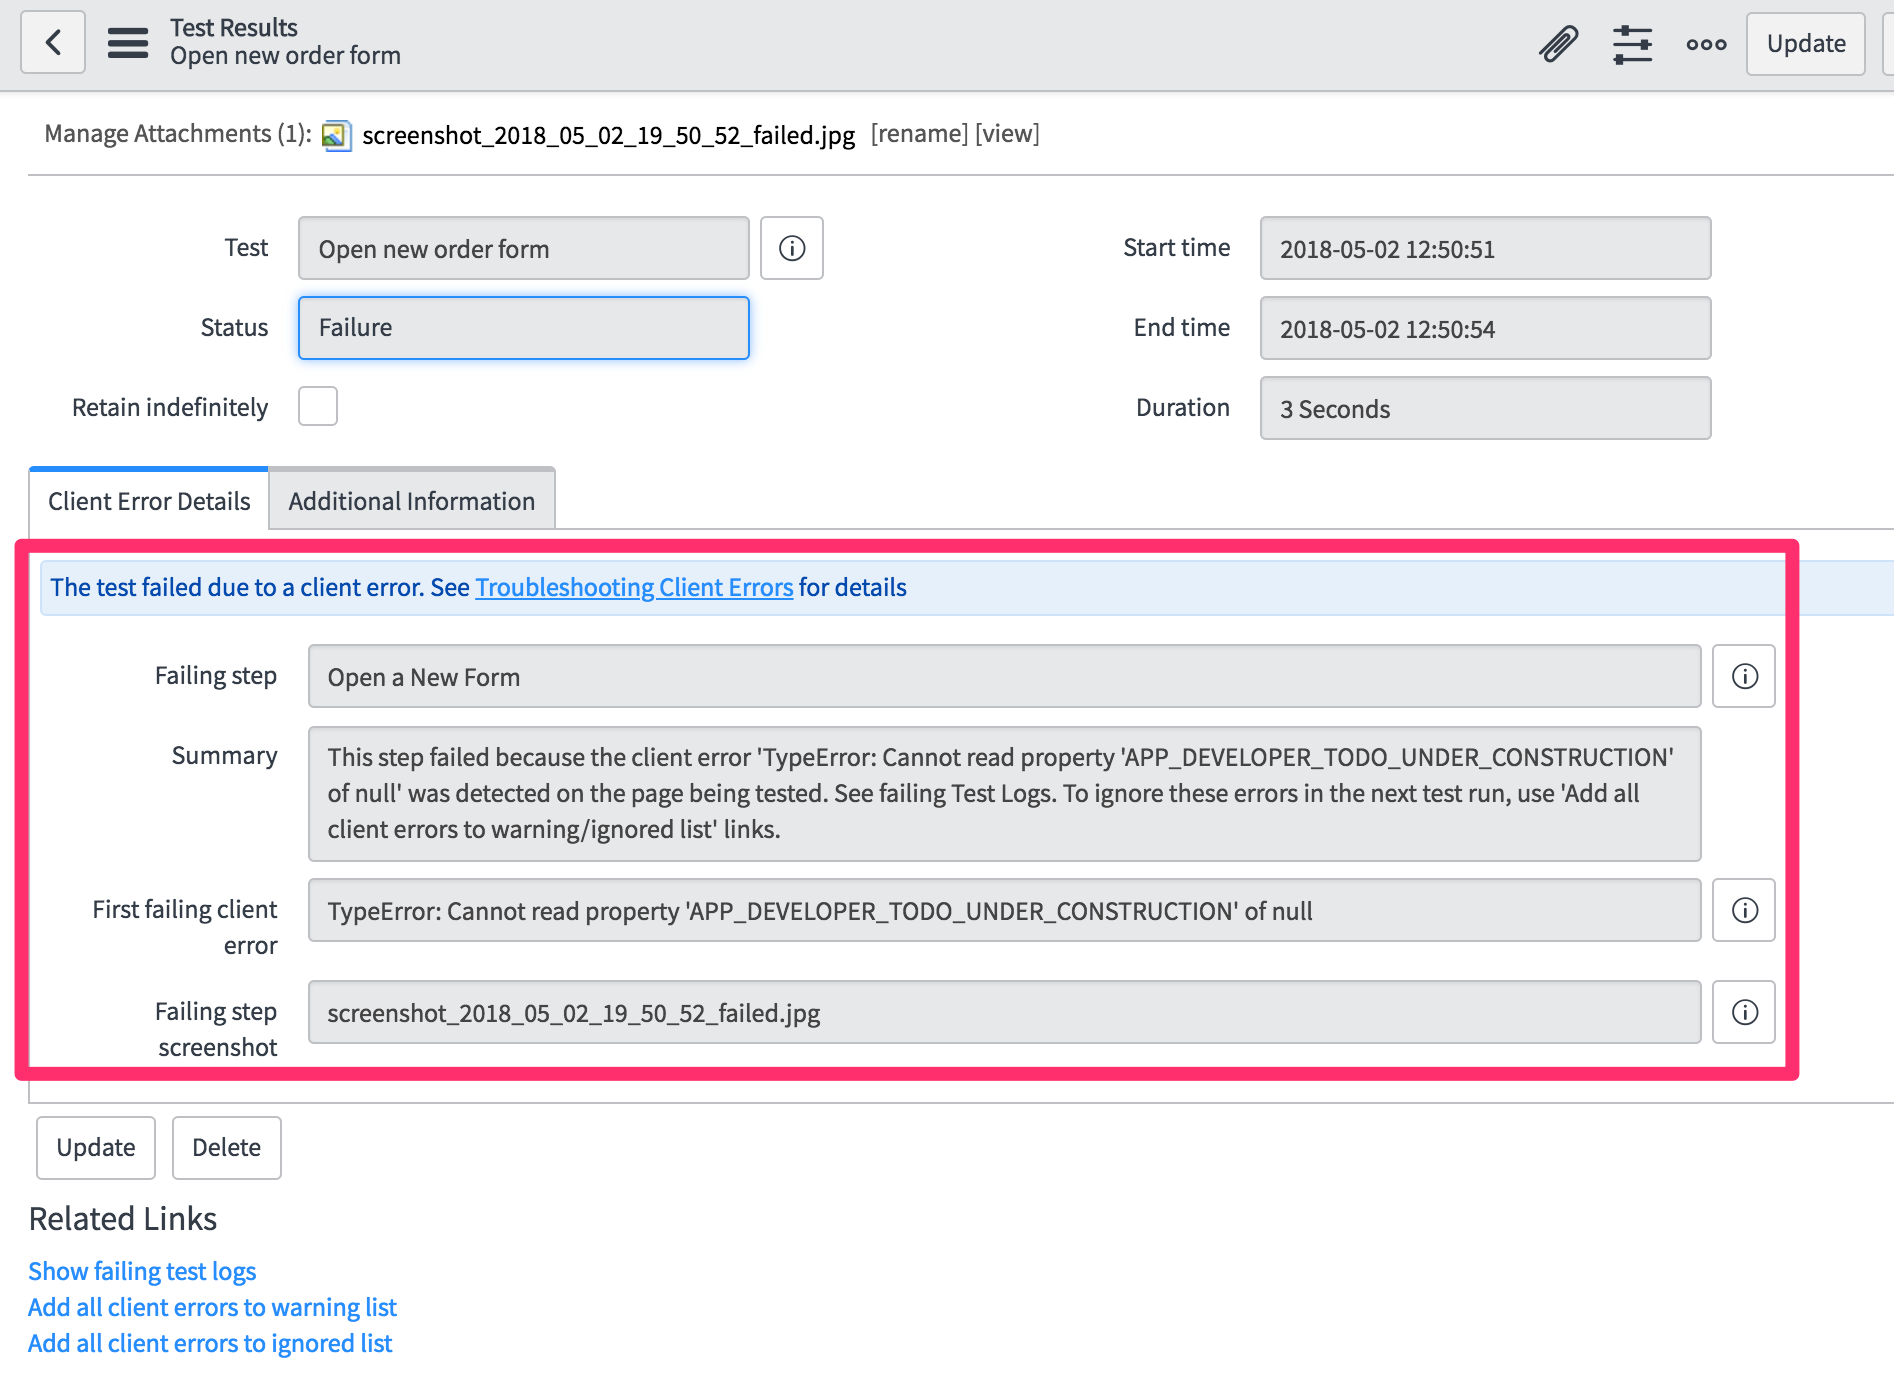 Test Results
Open new order form
Update
Manage Attachments (1): screenshot_2018_05_02_19_50_52_failed.jpg [rename] [view]
Test Open new order form
Start time 2018-05-02 12:50:51
Status Failure
End time 2018-05-02 12:50:54
Retain indefinitely
Duration 3 Seconds
Client Error Details Additional Information
The test failed due to a client error. See Troubleshooting Client Errors for details
Failing step Open a New Form
Summary This step failed because the client error 'TypeError: Cannot read property 'APP_DEVELOPER_TODO_UNDER_CONSTRUCTION'
of null' was detected on the page being tested. See failing Test Logs. To ignore these errors in the next test run, use 'Add all
client errors to warning/ignored list' links.
First failing client
error
TypeError: Cannot read property 'APP_DEVELOPER_TODO_UNDER_CONSTRUCTION' of null
Failing step
screenshot
screenshot_2018_05_02_19_50_52_failed.jpg
Update Delete
Related Links
Show failing test logs
Add all client errors to warning list
Add all client errors to ignored list